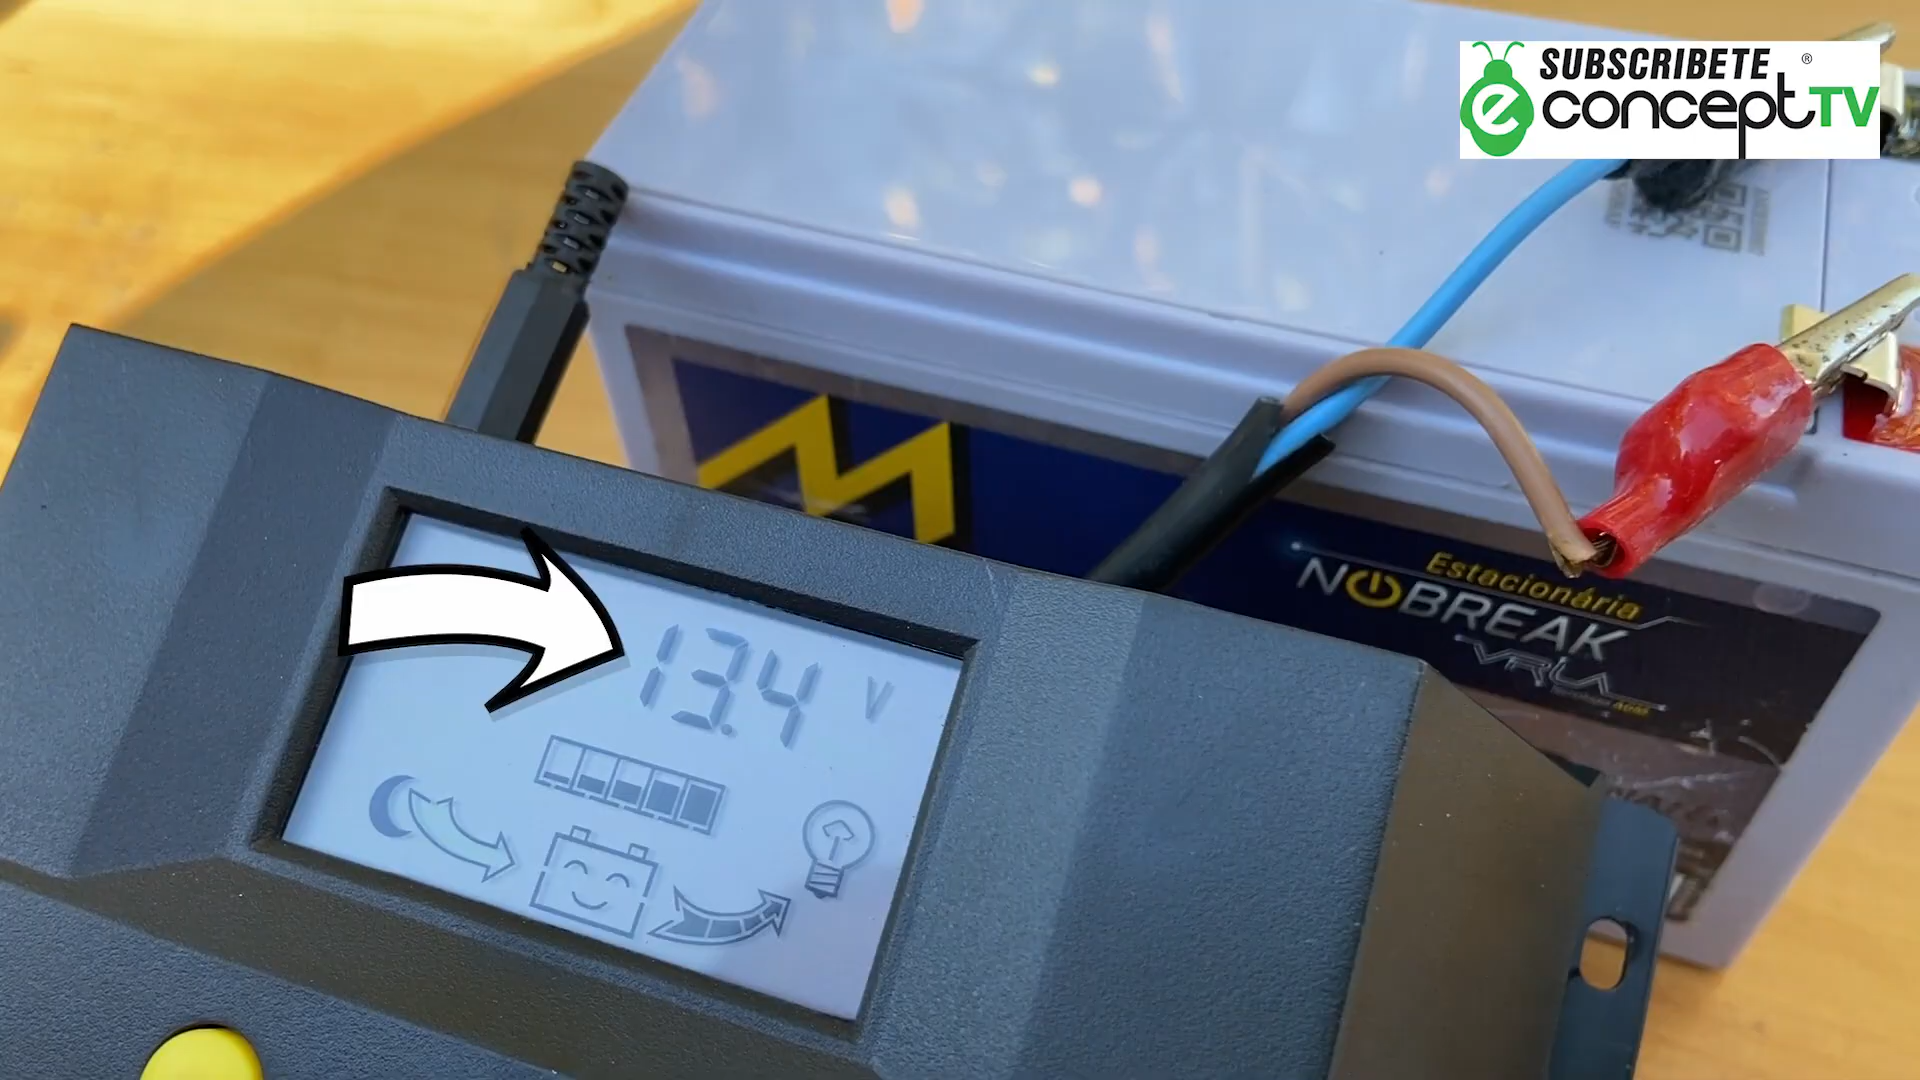 SUBSCRIBETE ®
e concept TV
13.4 V
Estacionária
NOBREAK
VRLA